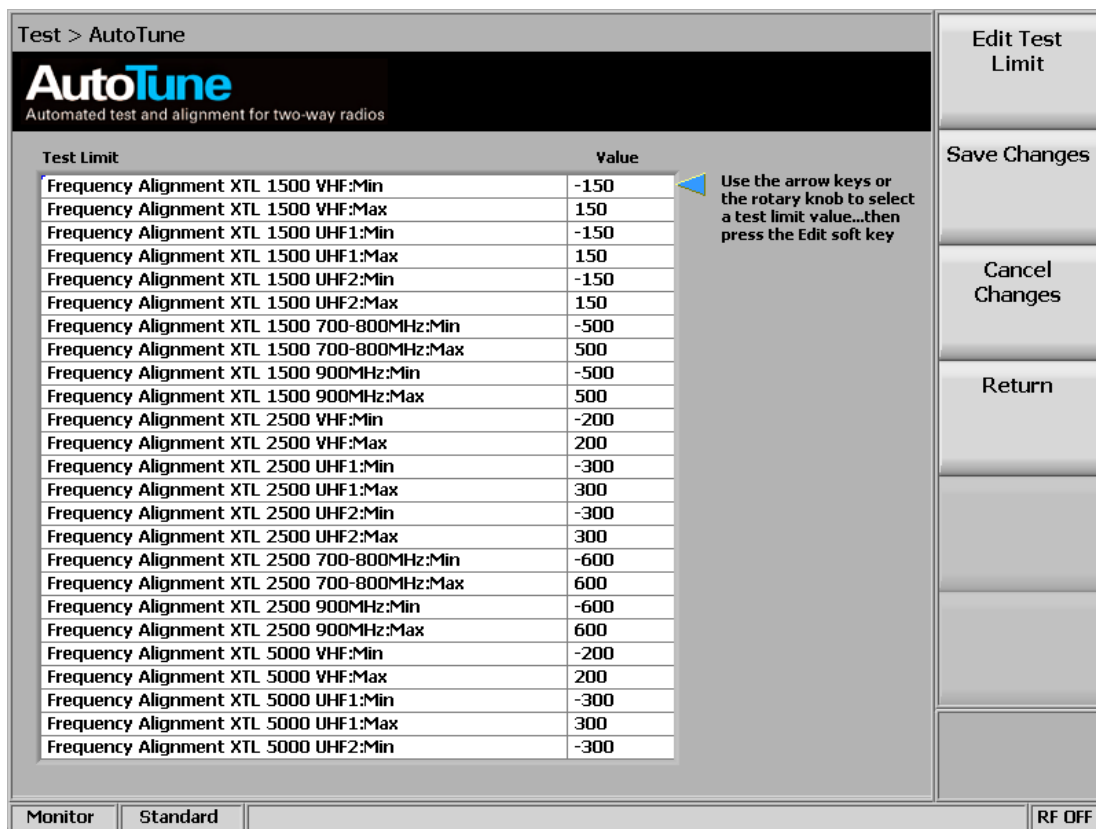 Test > AutoTune
AutoTune
Automated test and alignment for two-way radios
Test Limit Value
Frequency Alignment XTL 1500 VHF:Min -150
Frequency Alignment XTL 1500 VHF:Max 150
Frequency Alignment XTL 1500 UHF1:Min -150
Frequency Alignment XTL 1500 UHF1:Max 150
Frequency Alignment XTL 1500 UHF2:Min -150
Frequency Alignment XTL 1500 UHF2:Max 150
Frequency Alignment XTL 1500 700-800MHz:Min -500
Frequency Alignment XTL 1500 700-800MHz:Max 500
Frequency Alignment XTL 1500 900MHz:Min -500
Frequency Alignment XTL 1500 900MHz:Max 500
Frequency Alignment XTL 2500 VHF:Min -200
Frequency Alignment XTL 2500 VHF:Max 200
Frequency Alignment XTL 2500 UHF1:Min -300
Frequency Alignment XTL 2500 UHF1:Max 300
Frequency Alignment XTL 2500 UHF2:Min -300
Frequency Alignment XTL 2500 UHF2:Max 300
Frequency Alignment XTL 2500 700-800MHz:Min -600
Frequency Alignment XTL 2500 700-800MHz:Max 600
Frequency Alignment XTL 2500 900MHz:Min -600
Frequency Alignment XTL 2500 900MHz:Max 600
Frequency Alignment XTL 5000 VHF:Min -200
Frequency Alignment XTL 5000 VHF:Max 200
Frequency Alignment XTL 5000 UHF1:Min -300
Frequency Alignment XTL 5000 UHF1:Max 300
Frequency Alignment XTL 5000 UHF2:Min -300
Use the arrow keys or
the rotary knob to select
a test limit value...then
press the Edit soft key
Edit Test
Limit
Save Changes
Cancel
Changes
Return
Monitor Standard RF OFF